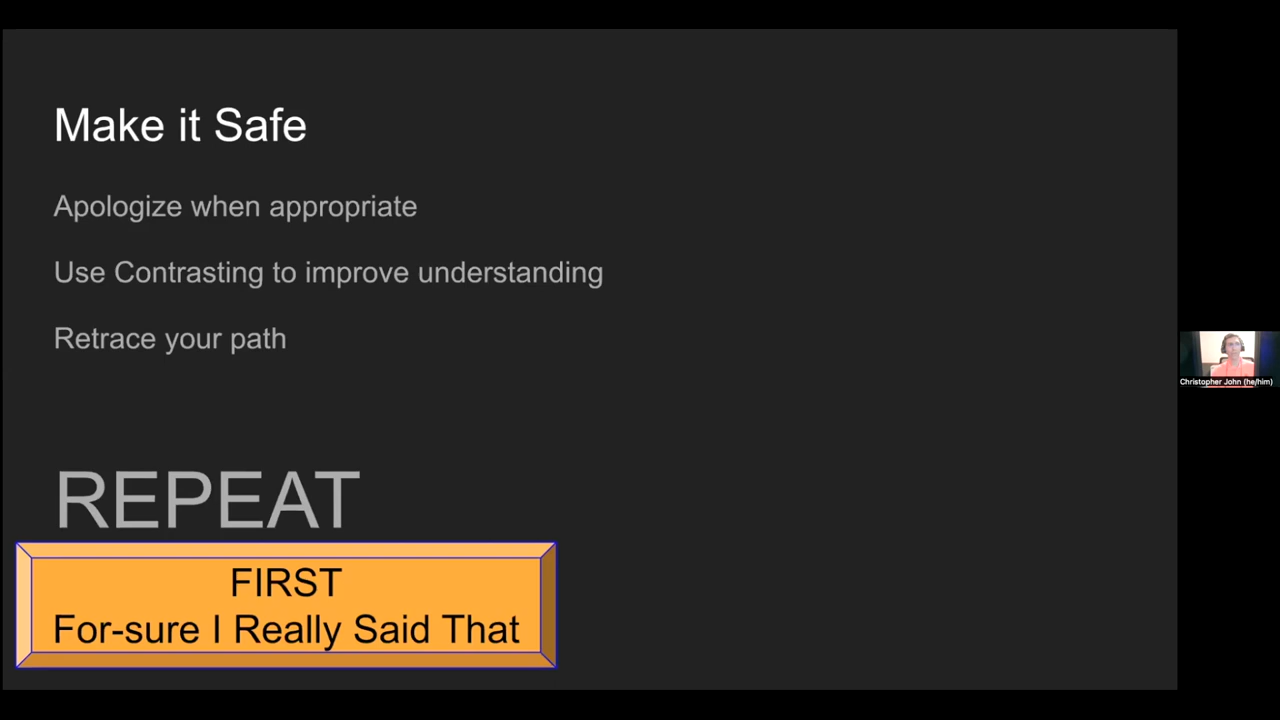 Make it Safe
Apologize when appropriate
Use Contrasting to improve understanding
Retrace your path
Christopher John (he/him)
REPEAT
FIRST
For-sure I Really Said That